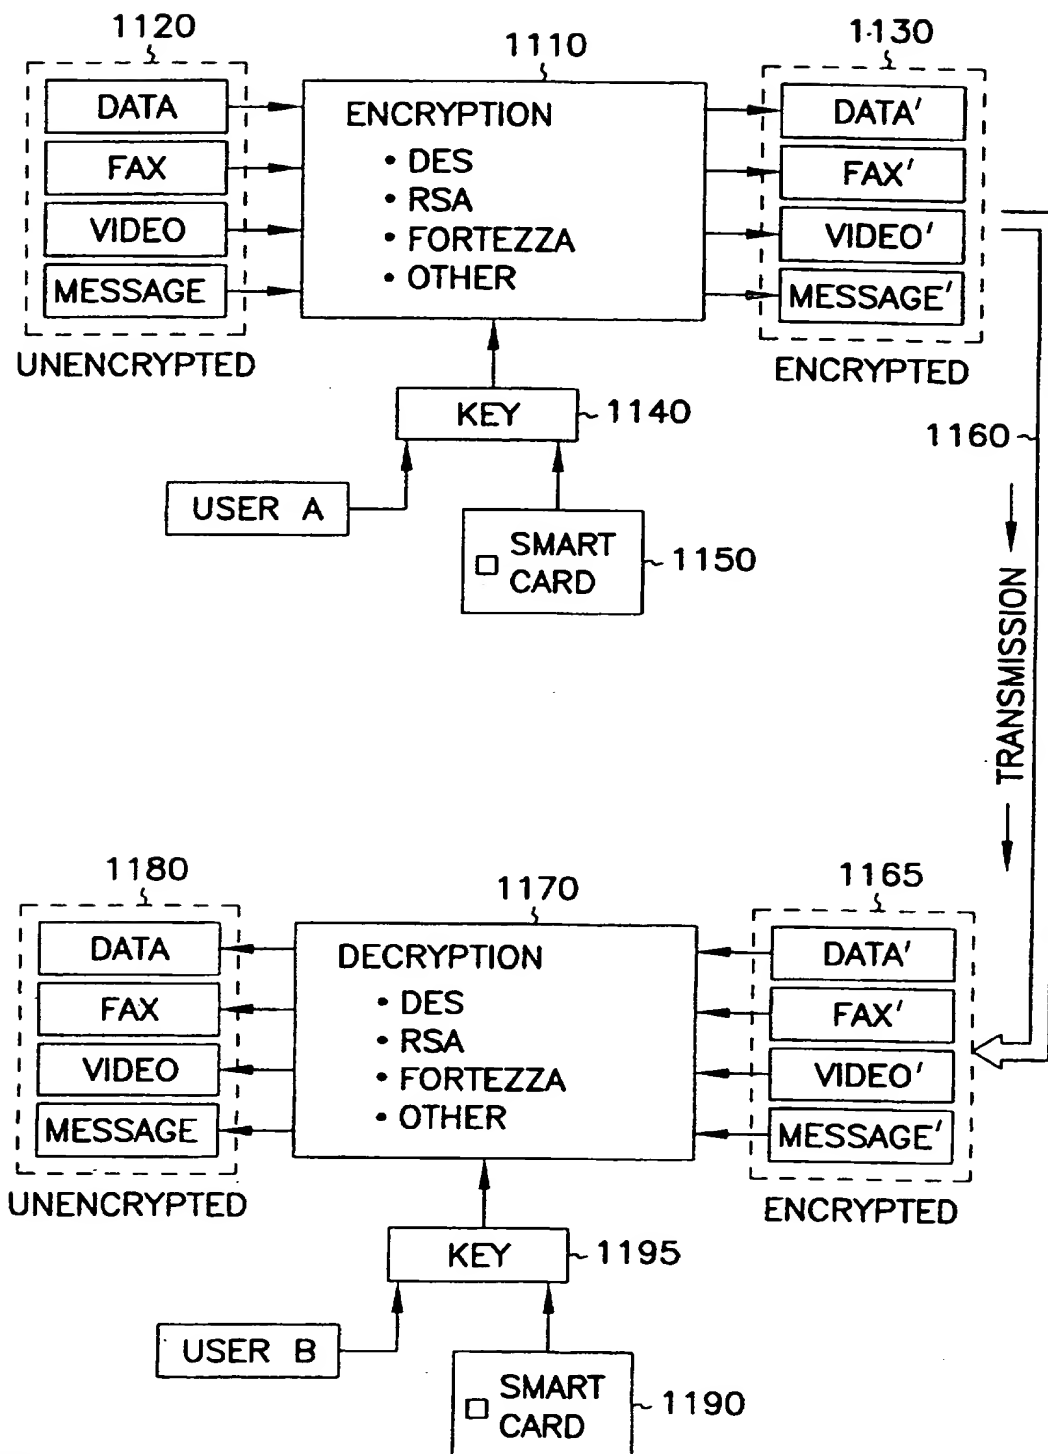 1120
1110
1130
DATA
FAX
VIDEO
MESSAGE
UNENCRYPTED
ENCRYPTION
• DES
• RSA
• FORTEZZA
• OTHER
DATA'
FAX'
VIDEO'
MESSAGE'
ENCRYPTED
KEY
1140
1160
USER A
SMART
CARD
1150
TRANSMISSION
1180
1170
1165
DATA
FAX
VIDEO
MESSAGE
UNENCRYPTED
DECRYPTION
• DES
• RSA
• FORTEZZA
• OTHER
DATA'
FAX'
VIDEO'
MESSAGE'
ENCRYPTED
KEY
1195
USER B
SMART
CARD
1190